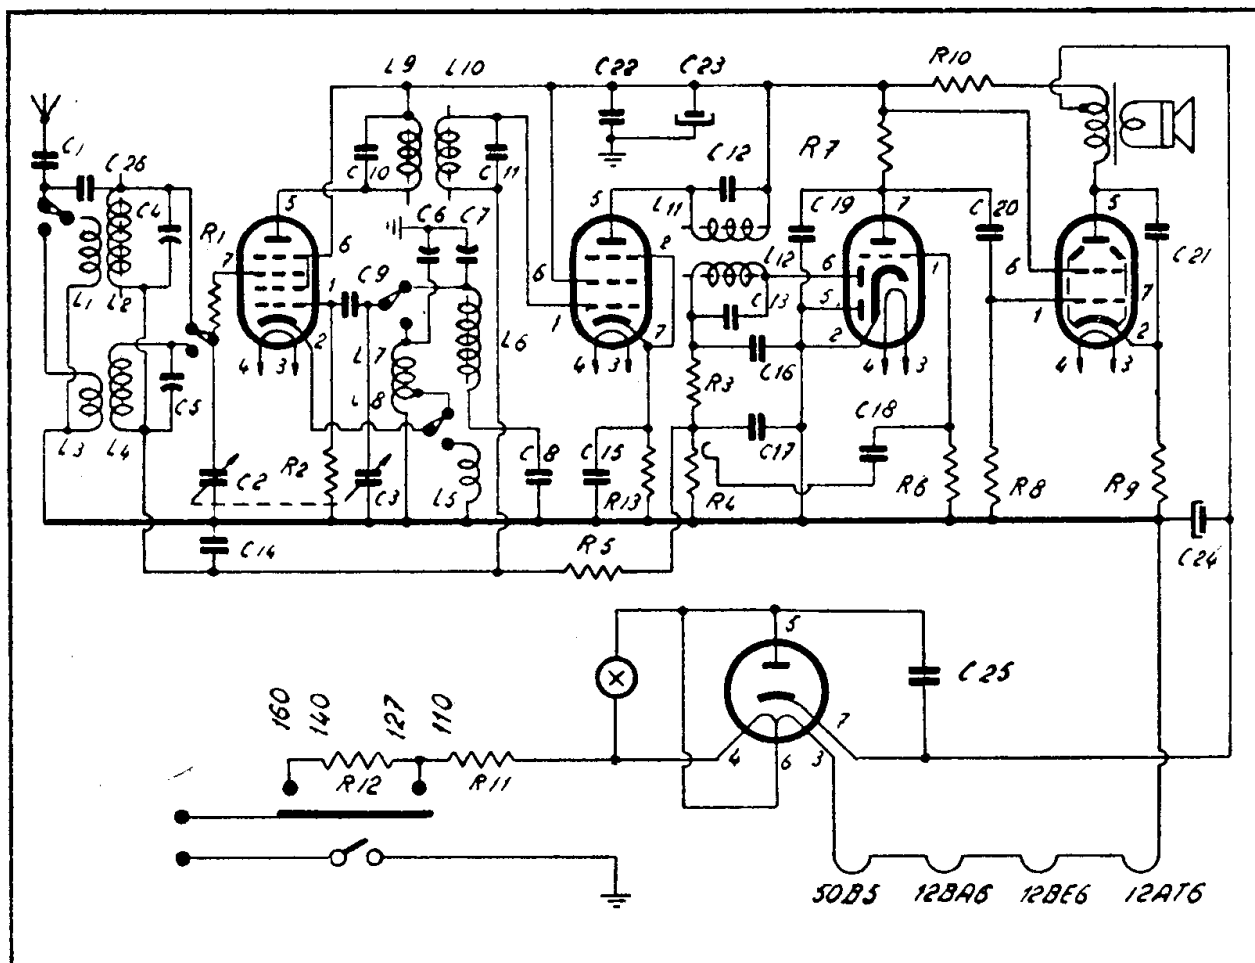 L9 L10 C22 C23 R10
C1 C26 C4 C10 C11 C12 R7
R1 5 6 7 1 2 4 3
C9 C6 C7 L6 L7 L8 L5
L1 L2 L3 L4 C5
C2 R2 C3 C8 C14
5 2 6 1 7 4 3
C15 R13 R5
L11 L12 C13 C16 C17 R3 R4
C19 7 6 5 2 1 4 3
C20 C18 R6 R8
5 6 1 7 2 4 3
C21 R9 C24
5 4 6 3 7 C25
160 140 127 110
R12 R11
50B5 12BA6 12BE6 12AT6